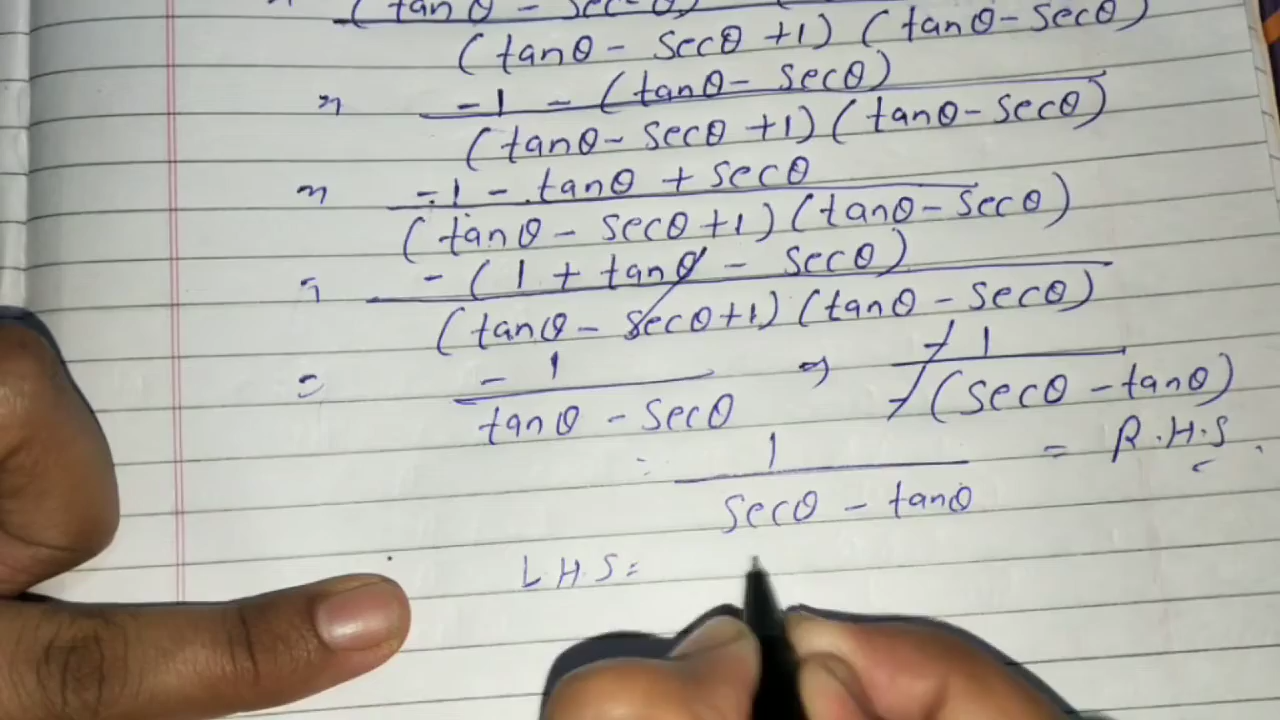 (tanθ - secθ)
(tanθ - secθ +1) (tanθ - secθ)
⇒ -1 - (tanθ - secθ)
(tanθ - secθ +1) (tanθ - secθ)
⇒ -1 - tanθ + secθ
(tanθ - secθ +1) (tanθ - secθ)
= - (1 + tanθ - secθ)
(tanθ - secθ+1) (tanθ - secθ)
= - 1 ⇒ - 1
tanθ - secθ -(secθ - tanθ)
= 1 = R.H.S.
secθ - tanθ
L.H.S =